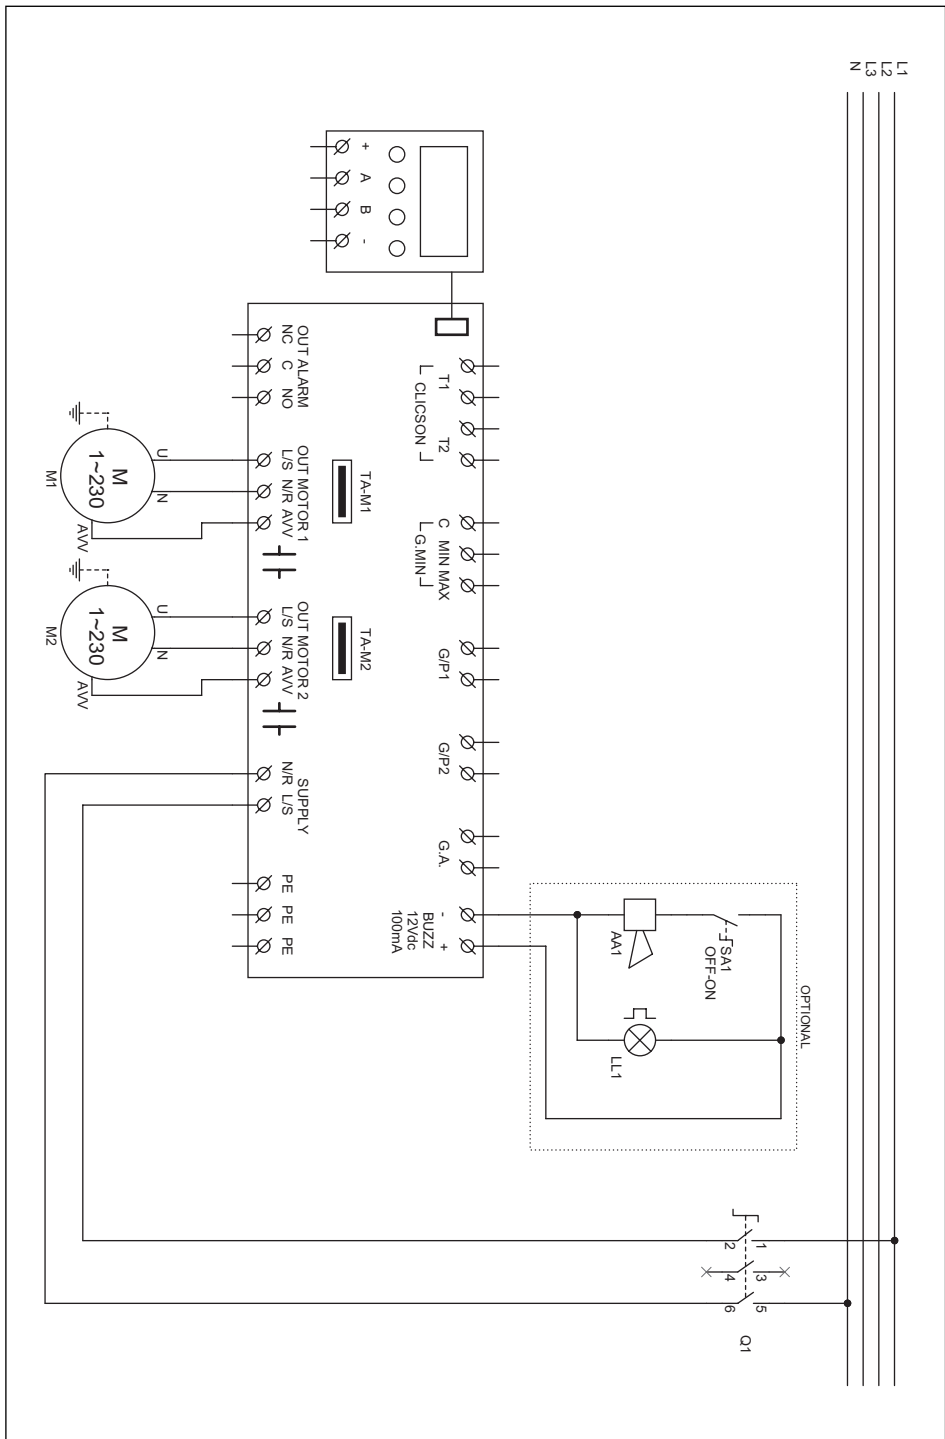 L1
L2
L3
N
+
A
B
-
T1
T2
CLICSON
C
MIN
MAX
G.MIN
G/P1
G/P2
G.A.
-
+
BUZZ
12Vdc
100mA
OUT ALARM
NC
C
NO
TA-M1
OUT MOTOR 1
L/S
N/R
AVV
TA-M2
OUT MOTOR 2
L/S
N/R
AVV
SUPPLY
N/R
L/S
PE
PE
PE
U
N
AVV
M
1~230
M1
U
N
AVV
M
1~230
M2
OPTIONAL
SA1
OFF-ON
AA1
LL1
1
2
3
4
5
6
Q1